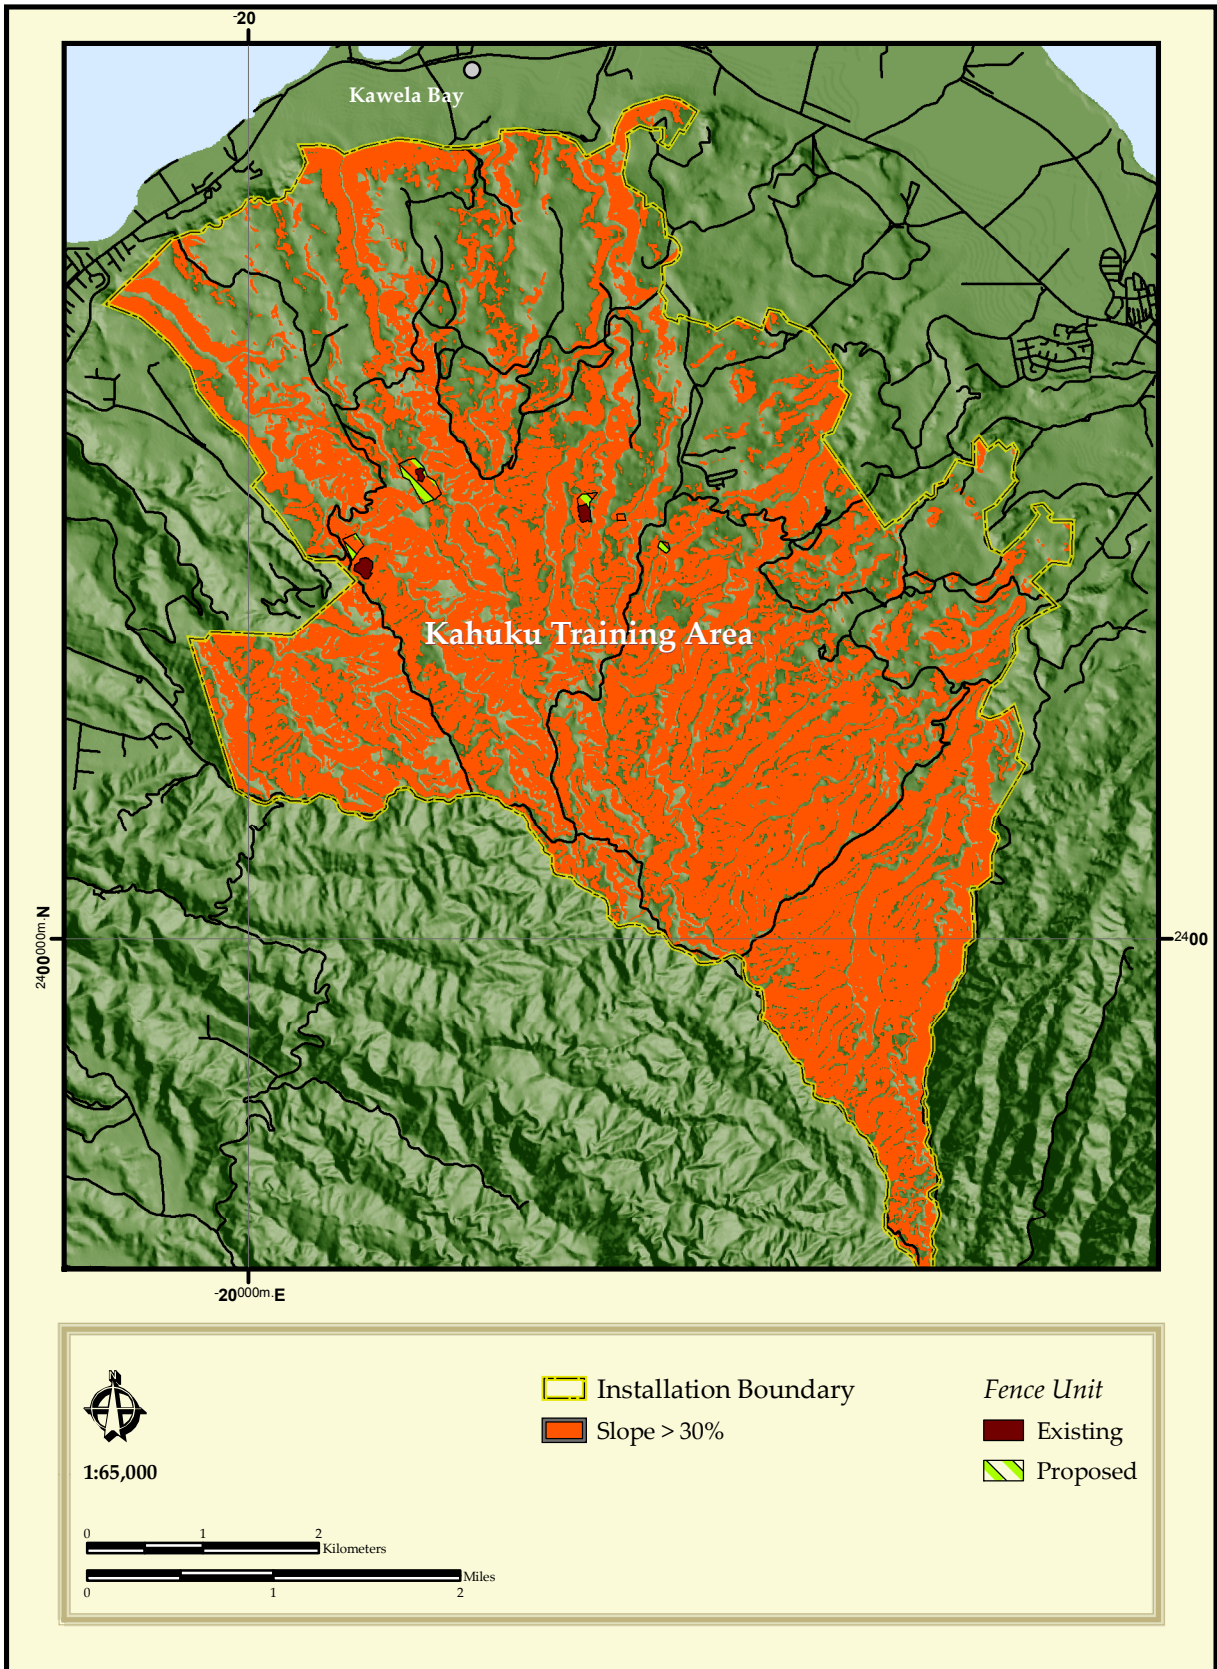 -20
Kawela Bay
Kahuku Training Area
2400000m.N
2400
-20000m.E
N
1:65,000
0 1 2
Kilometers
Miles
0 1 2
Installation Boundary
Slope > 30%
Fence Unit
Existing
Proposed